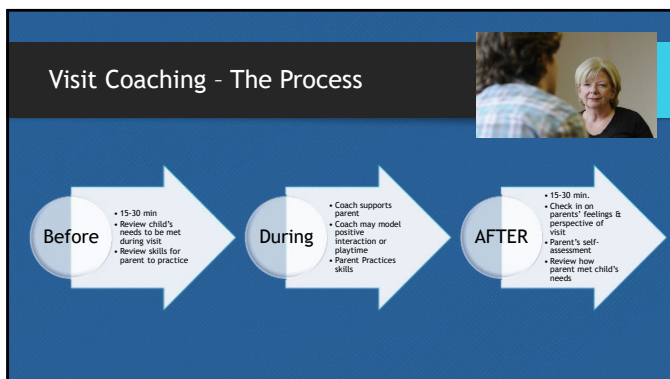 Visit Coaching – The Process
Before
• 15-30 min
• Review child's
needs to be met
during visit
• Review skills for
parent to practice
During
• Coach supports
parent
• Coach may model
positive
interaction or
playtime
• Parent Practices
skills
AFTER
• 15-30 min.
• Check in on
parents' feelings &
perspective of
visit
• Parent's self-
assessment
• Review how
parent met child's
needs